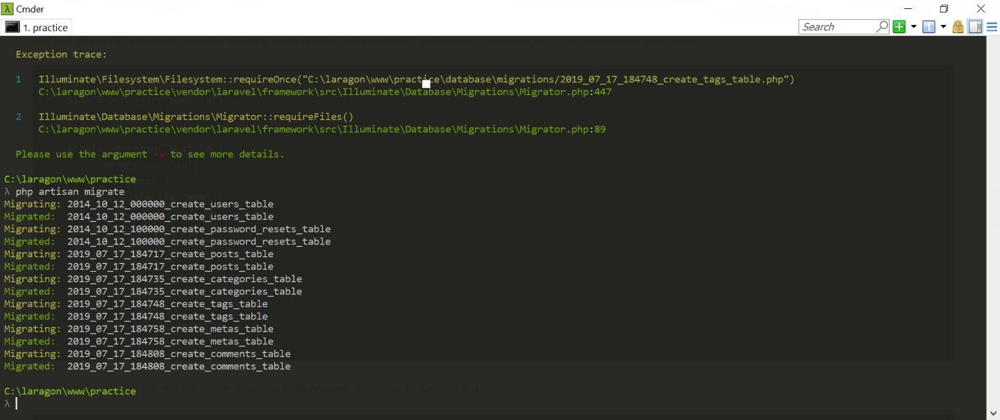 Cmder
1. practice
Search
Exception trace:
1 Illuminate\Filesystem\Filesystem::requireOnce("C:\laragon\www\practice\database\migrations/2019_07_17_184748_create_tags_table.php")
C:\laragon\www\practice\vendor\laravel\framework\src\Illuminate\Database\Migrations\Migrator.php:447
2 Illuminate\Database\Migrations\Migrator::requireFiles()
C:\laragon\www\practice\vendor\laravel\framework\src\Illuminate\Database\Migrations\Migrator.php:89
Please use the argument -v to see more details.
C:\laragon\www\practice
λ php artisan migrate
Migrating: 2014_10_12_000000_create_users_table
Migrated: 2014_10_12_000000_create_users_table
Migrating: 2014_10_12_100000_create_password_resets_table
Migrated: 2014_10_12_100000_create_password_resets_table
Migrating: 2019_07_17_184717_create_posts_table
Migrated: 2019_07_17_184717_create_posts_table
Migrating: 2019_07_17_184735_create_categories_table
Migrated: 2019_07_17_184735_create_categories_table
Migrating: 2019_07_17_184748_create_tags_table
Migrated: 2019_07_17_184748_create_tags_table
Migrating: 2019_07_17_184758_create_metas_table
Migrated: 2019_07_17_184758_create_metas_table
Migrating: 2019_07_17_184808_create_comments_table
Migrated: 2019_07_17_184808_create_comments_table
C:\laragon\www\practice
λ